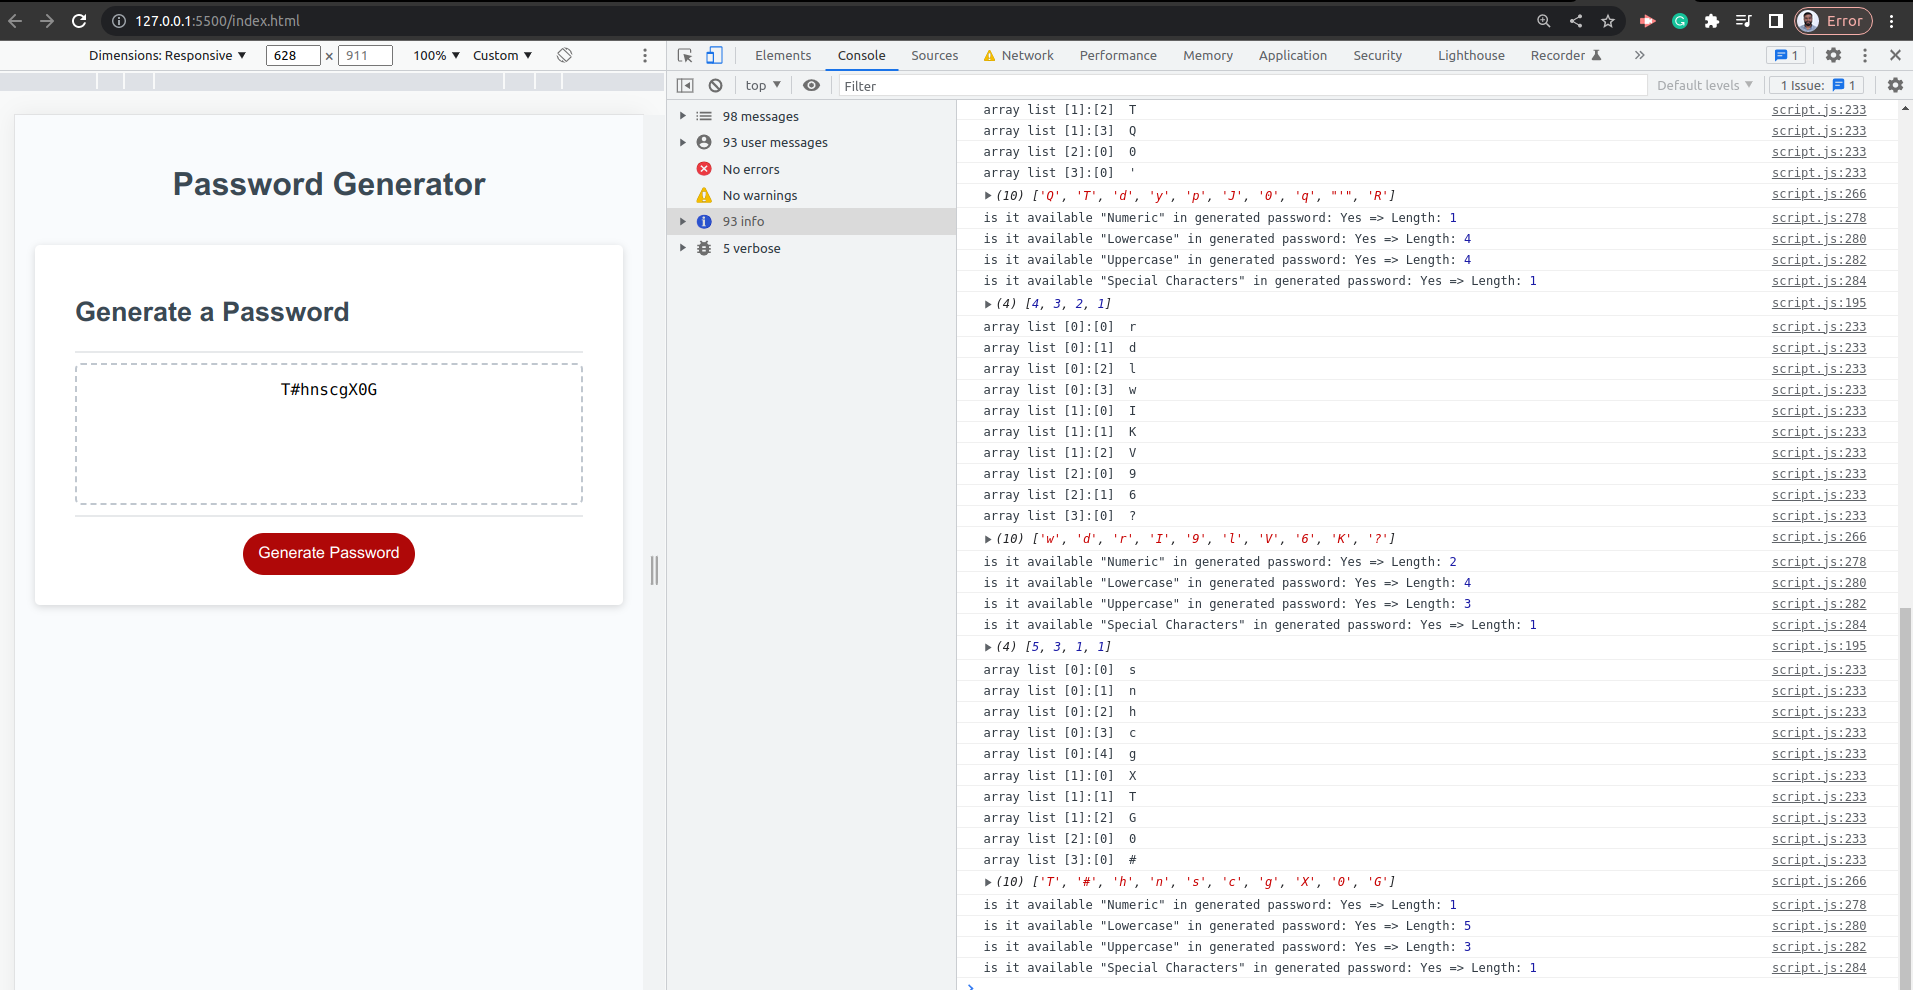 127.0.0.1:5500/index.html
Error
Dimensions: Responsive ▼ 628 × 911 100% ▼ Custom ▼
Password Generator
Generate a Password
T#hnscgX0G
Generate Password
Elements Console Sources Network Performance Memory Application Security Lighthouse Recorder 1
top ▼ Filter Default levels ▼ 1 Issue: 1
98 messages
93 user messages
No errors
No warnings
93 info
5 verbose
array list [1]:[2] T script.js:233
array list [1]:[3] Q script.js:233
array list [2]:[0] 0 script.js:233
array list [3]:[0] ' script.js:233
(10) ['Q', 'T', 'd', 'y', 'p', 'J', '0', 'q', "'", 'R'] script.js:266
is it available "Numeric" in generated password: Yes => Length: 1 script.js:278
is it available "Lowercase" in generated password: Yes => Length: 4 script.js:280
is it available "Uppercase" in generated password: Yes => Length: 4 script.js:282
is it available "Special Characters" in generated password: Yes => Length: 1 script.js:284
(4) [4, 3, 2, 1] script.js:195
array list [0]:[0] r script.js:233
array list [0]:[1] d script.js:233
array list [0]:[2] l script.js:233
array list [0]:[3] w script.js:233
array list [1]:[0] I script.js:233
array list [1]:[1] K script.js:233
array list [1]:[2] V script.js:233
array list [2]:[0] 9 script.js:233
array list [2]:[1] 6 script.js:233
array list [3]:[0] ? script.js:233
(10) ['w', 'd', 'r', 'I', '9', 'l', 'V', '6', 'K', '?'] script.js:266
is it available "Numeric" in generated password: Yes => Length: 2 script.js:278
is it available "Lowercase" in generated password: Yes => Length: 4 script.js:280
is it available "Uppercase" in generated password: Yes => Length: 3 script.js:282
is it available "Special Characters" in generated password: Yes => Length: 1 script.js:284
(4) [5, 3, 1, 1] script.js:195
array list [0]:[0] s script.js:233
array list [0]:[1] n script.js:233
array list [0]:[2] h script.js:233
array list [0]:[3] c script.js:233
array list [0]:[4] g script.js:233
array list [1]:[0] X script.js:233
array list [1]:[1] T script.js:233
array list [1]:[2] G script.js:233
array list [2]:[0] 0 script.js:233
array list [3]:[0] # script.js:233
(10) ['T', '#', 'h', 'n', 's', 'c', 'g', 'X', '0', 'G'] script.js:266
is it available "Numeric" in generated password: Yes => Length: 1 script.js:278
is it available "Lowercase" in generated password: Yes => Length: 5 script.js:280
is it available "Uppercase" in generated password: Yes => Length: 3 script.js:282
is it available "Special Characters" in generated password: Yes => Length: 1 script.js:284